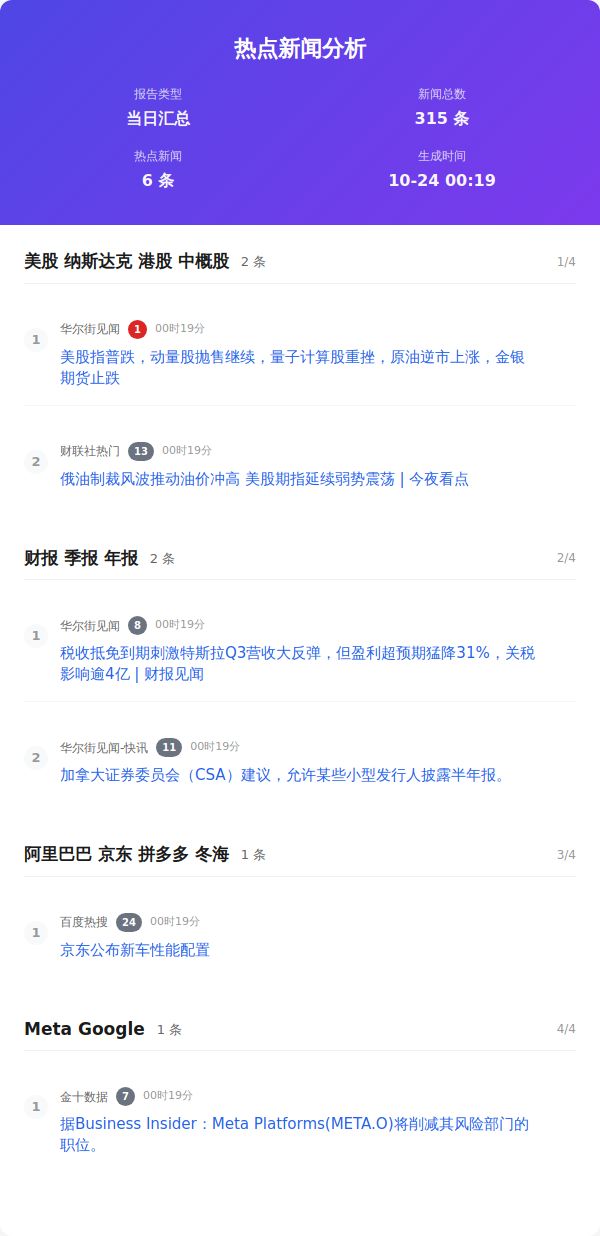 热点新闻分析
报告类型
新闻总数
当日汇总
315 条
热点新闻
生成时间
6 条
10-24 00:19
美股 纳斯达克 港股 中概股 2 条 1/4
1
华尔街见闻 1 00时19分
美股指普跌，动量股抛售继续，量子计算股重挫，原油逆市上涨，金银
期货止跌
2
财联社热门 13 00时19分
俄油制裁风波推动油价冲高 美股期指延续弱势震荡 | 今夜看点
财报 季报 年报 2 条 2/4
1
华尔街见闻 8 00时19分
税收抵免到期刺激特斯拉Q3营收大反弹，但盈利超预期猛降31%，关税
影响逾4亿 | 财报见闻
2
华尔街见闻-快讯 11 00时19分
加拿大证券委员会（CSA）建议，允许某些小型发行人披露半年报。
阿里巴巴 京东 拼多多 冬海 1 条 3/4
1
百度热搜 24 00时19分
京东公布新车性能配置
Meta Google 1 条 4/4
1
金十数据 7 00时19分
据Business Insider：Meta Platforms(META.O)将削减其风险部门的
职位。